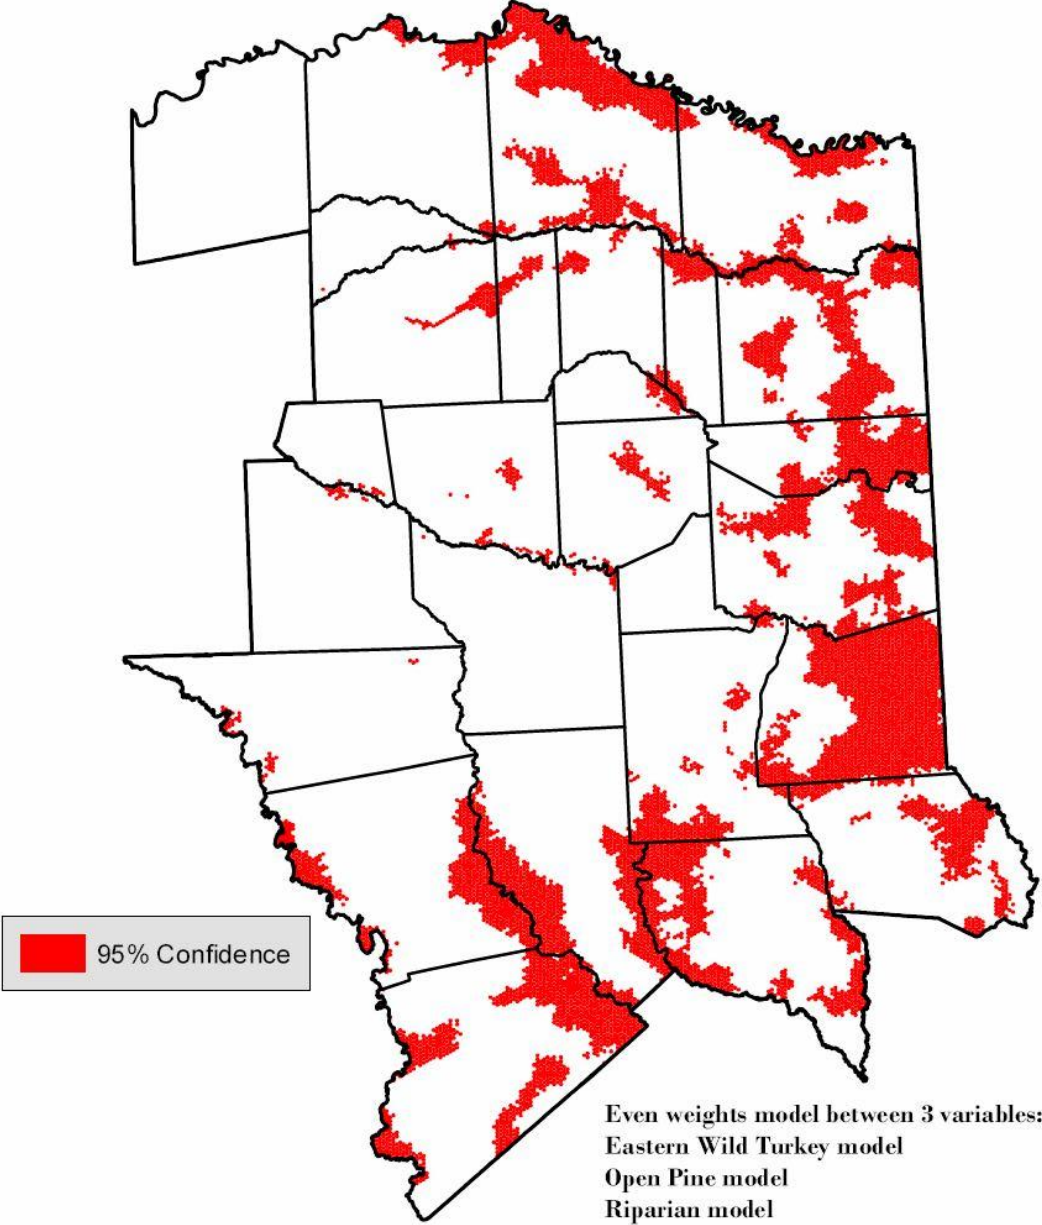 95% Confidence
Even weights model between 3 variables:
Eastern Wild Turkey model
Open Pine model
Riparian model